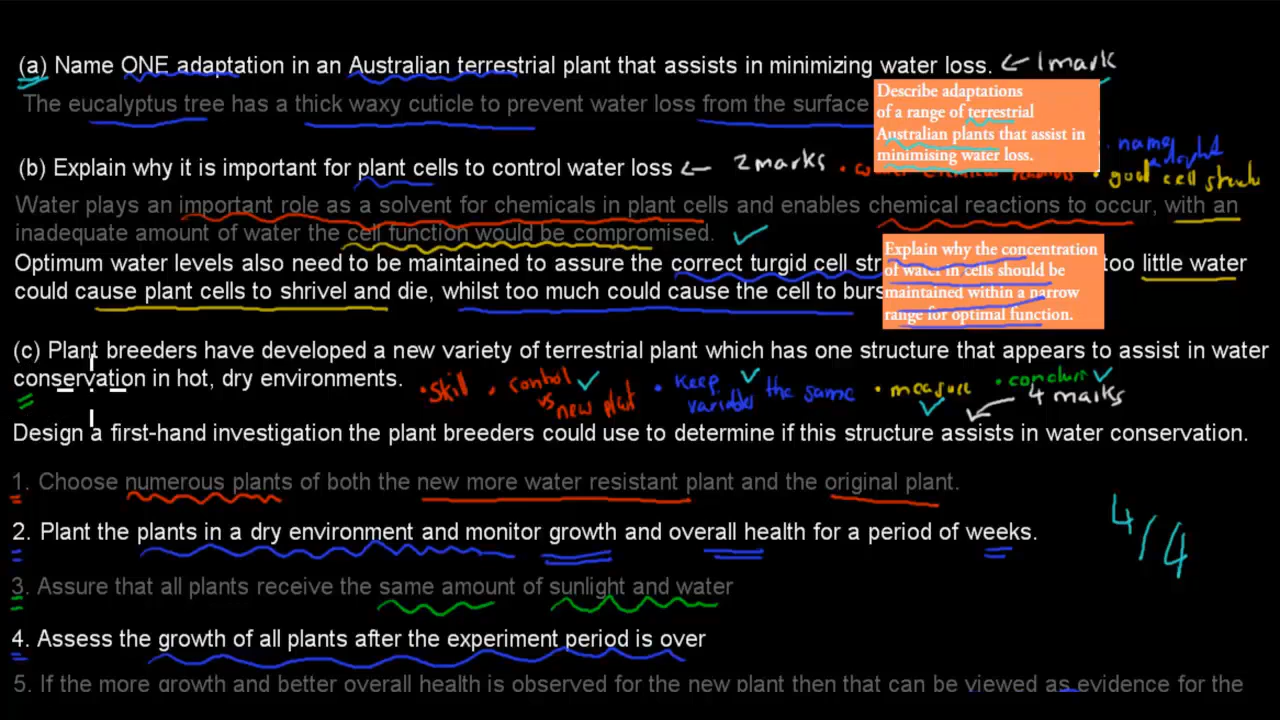 (a) Name ONE adaptation in an Australian terrestrial plant that assists in minimizing water loss. ← 1 mark
The eucalyptus tree has a thick waxy cuticle to prevent water loss from the surface
Describe adaptations
of a range of terrestrial
Australian plants that assist in
minimising water loss.
(b) Explain why it is important for plant cells to control water loss ← 2 marks
• name
adapt
• good cell struct
Water plays an important role as a solvent for chemicals in plant cells and enables chemical reactions to occur, with an
inadequate amount of water the cell function would be compromised. ✓
Explain why the concentration
of water in cells should be
maintained within a narrow
range for optimal function.
Optimum water levels also need to be maintained to assure the correct turgid cell str too little water
could cause plant cells to shrivel and die, whilst too much could cause the cell to burs
(c) Plant breeders have developed a new variety of terrestrial plant which has one structure that appears to assist in water
conservation in hot, dry environments.
• skill • control ✓ vs new plant • keep ✓ variables the same • measure ✓ • conclusion ✓
4 marks
Design a first-hand investigation the plant breeders could use to determine if this structure assists in water conservation.
1. Choose numerous plants of both the new more water resistant plant and the original plant.
2. Plant the plants in a dry environment and monitor growth and overall health for a period of weeks.
4/4
3. Assure that all plants receive the same amount of sunlight and water
4. Assess the growth of all plants after the experiment period is over
5. If the more growth and better overall health is observed for the new plant then that can be viewed as evidence for the